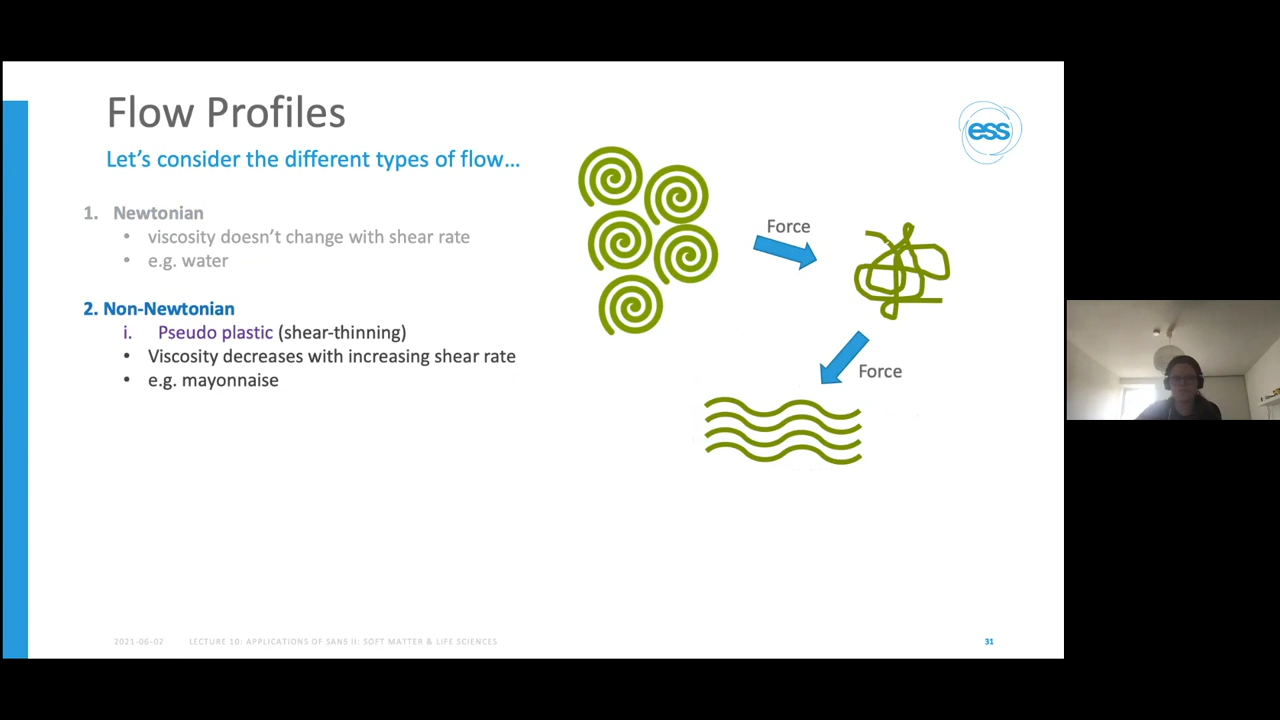 Flow Profiles
Let's consider the different types of flow...
ess
1. Newtonian
• viscosity doesn't change with shear rate
• e.g. water
2. Non-Newtonian
i. Pseudo plastic (shear-thinning)
• Viscosity decreases with increasing shear rate
• e.g. mayonnaise
Force
Force
2021-06-02 LECTURE 10: APPLICATIONS OF SANS II: SOFT MATTER & LIFE SCIENCES
31